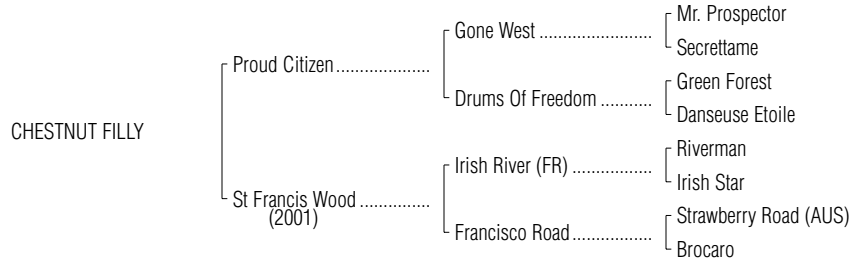 Mr. Prospector
Gone West ........................
Secrettame
Proud Citizen....................
Green Forest
Drums Of Freedom ...........
Danseuse Etoile
CHESTNUT FILLY
Riverman
Irish River (FR) .................
Irish Star
St Francis Wood ...............
(2001)
Strawberry Road (AUS)
Francisco Road.................
Brocaro